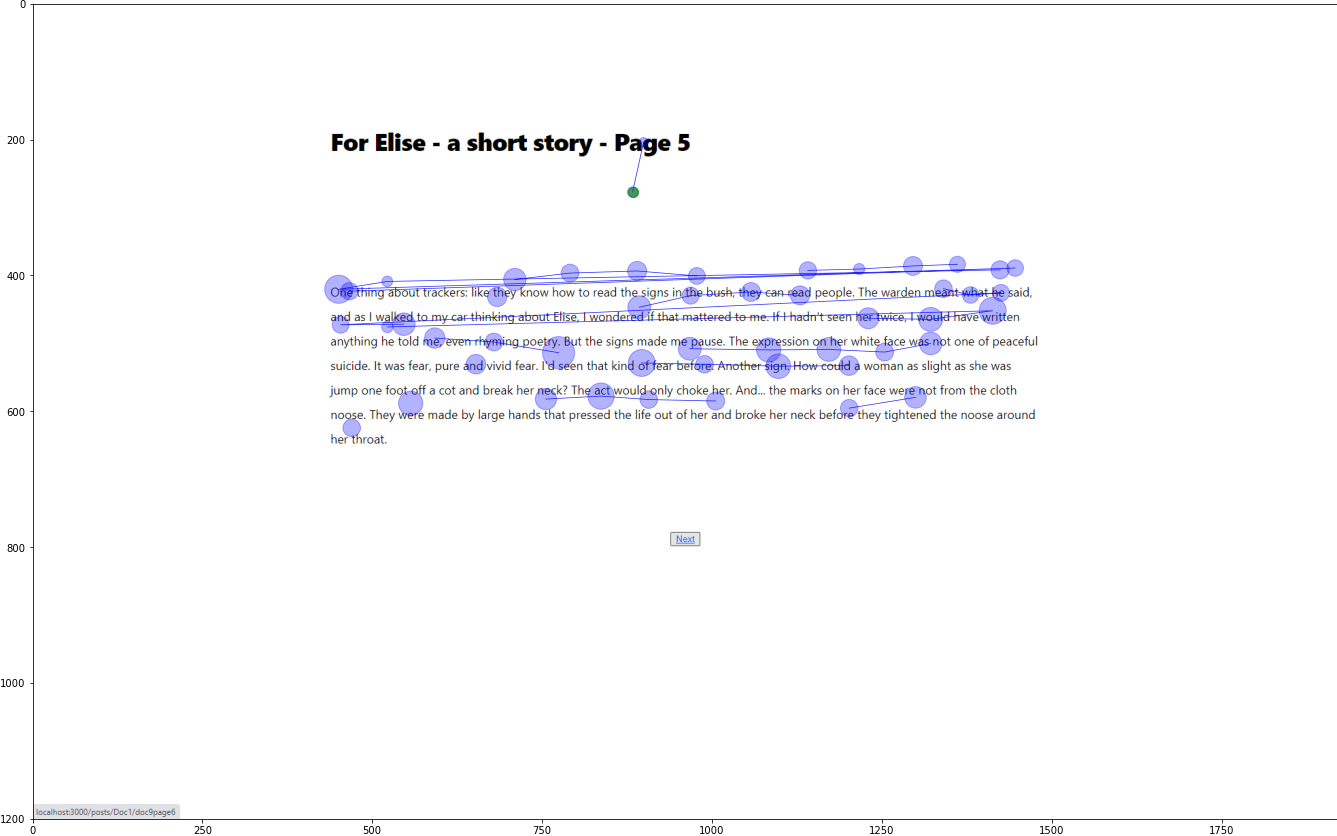 0
200
400
600
800
1000
1200
For Elise - a short story - Page 5
One thing about trackers: like they know how to read the signs in the bush, they can read people. The warden meant what he said,
and as I walked to my car thinking about Elise, I wondered if that mattered to me. If I hadn't seen her twice, I would have written
anything he told me, even rhyming poetry. But the signs made me pause. The expression on her white face was not one of peaceful
suicide. It was fear, pure and vivid fear. I'd seen that kind of fear before. Another sign. How could a woman as slight as she was
jump one foot off a cot and break her neck? The act would only choke her. And... the marks on her face were not from the cloth
noose. They were made by large hands that pressed the life out of her and broke her neck before they tightened the noose around
her throat.
Next
localhost:3000/posts/Doc1/doc9page6
0 250 500 750 1000 1250 1500 1750